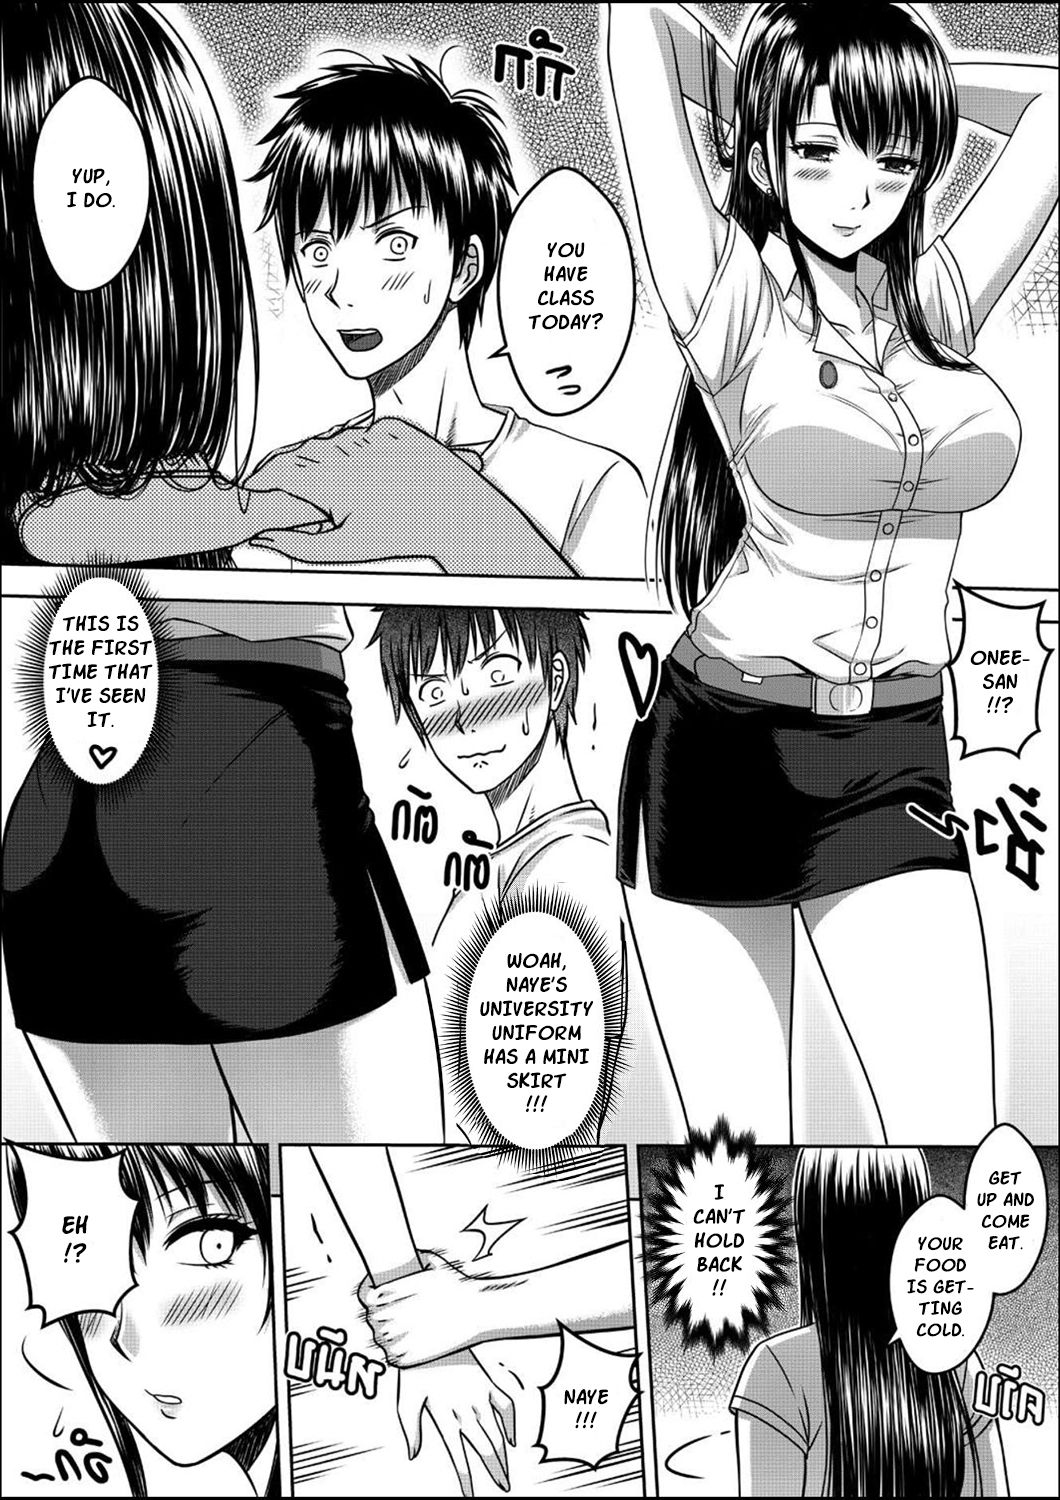 YUP,
I DO.
YOU
HAVE
CLASS
TODAY?
ONEE-
SAN
!!?
THIS IS
THE FIRST
TIME THAT
I'VE SEEN
IT.
WOAH,
NAYE'S
UNIVERSITY
UNIFORM
HAS A MINI
SKIRT
!!!
EH
!?
NAYE
!!!
I
CAN'T
HOLD
BACK
!!
GET
UP AND
COME
EAT.
YOUR
FOOD
IS GET-
TING
COLD.